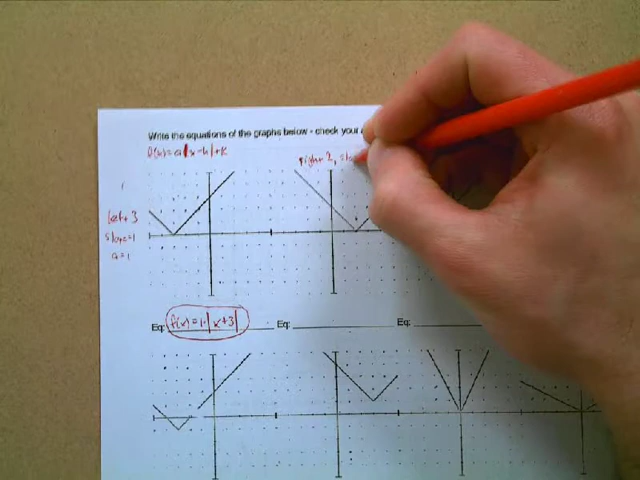 Write the equations of the graphs below - check your
f(x)=a|x-h|+k
right 2, slo
left 3
slope=1
a=1
Eq: f(x)=1·|x+3| Eq: Eq: